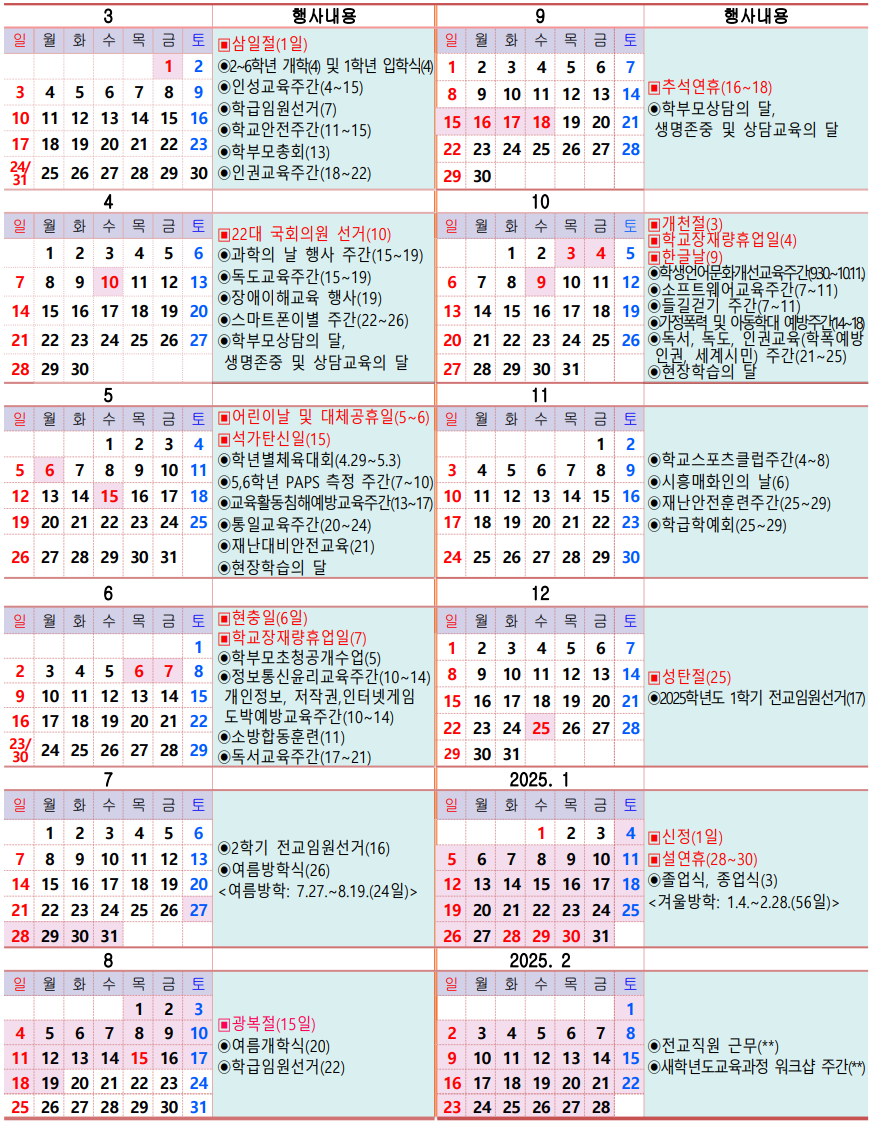 3 행사내용
일 월 화 수 목 금 토
1 2
3 4 5 6 7 8 9
10 11 12 13 14 15 16
17 18 19 20 21 22 23
24/31 25 26 27 28 29 30
▣삼일절(1일)
◉2~6학년 개학(4) 및 1학년 입학식(4)
◉인성교육주간(4~15)
◉학급임원선거(7)
◉학교안전주간(11~15)
◉학부모총회(13)
◉인권교육주간(18~22)
4
일 월 화 수 목 금 토
1 2 3 4 5 6
7 8 9 10 11 12 13
14 15 16 17 18 19 20
21 22 23 24 25 26 27
28 29 30
▣22대 국회의원 선거(10)
◉과학의 날 행사 주간(15~19)
◉독도교육주간(15~19)
◉장애이해교육 행사(19)
◉스마트폰이별 주간(22~26)
◉학부모상담의 달,
생명존중 및 상담교육의 달
5
일 월 화 수 목 금 토
1 2 3 4
5 6 7 8 9 10 11
12 13 14 15 16 17 18
19 20 21 22 23 24 25
26 27 28 29 30 31
▣어린이날 및 대체공휴일(5~6)
▣석가탄신일(15)
◉학년별체육대회(4.29~5.3)
◉5,6학년 PAPS 측정 주간(7~10)
◉교육활동침해예방교육주간(13~17)
◉통일교육주간(20~24)
◉재난대비안전교육(21)
◉현장학습의 달
6
일 월 화 수 목 금 토
1
2 3 4 5 6 7 8
9 10 11 12 13 14 15
16 17 18 19 20 21 22
23/30 24 25 26 27 28 29
▣현충일(6일)
▣학교장재량휴업일(7)
◉학부모초청공개수업(5)
◉정보통신윤리교육주간(10~14)
개인정보, 저작권,인터넷게임
도박예방교육주간(10~14)
◉소방합동훈련(11)
◉독서교육주간(17~21)
7
일 월 화 수 목 금 토
1 2 3 4 5 6
7 8 9 10 11 12 13
14 15 16 17 18 19 20
21 22 23 24 25 26 27
28 29 30 31
◉2학기 전교임원선거(16)
◉여름방학식(26)
<여름방학: 7.27.~8.19.(24일)>
8
일 월 화 수 목 금 토
1 2 3
4 5 6 7 8 9 10
11 12 13 14 15 16 17
18 19 20 21 22 23 24
25 26 27 28 29 30 31
▣광복절(15일)
◉여름개학식(20)
◉학급임원선거(22)
9 행사내용
일 월 화 수 목 금 토
1 2 3 4 5 6 7
8 9 10 11 12 13 14
15 16 17 18 19 20 21
22 23 24 25 26 27 28
29 30
▣추석연휴(16~18)
◉학부모상담의 달,
생명존중 및 상담교육의 달
10
일 월 화 수 목 금 토
1 2 3 4 5
6 7 8 9 10 11 12
13 14 15 16 17 18 19
20 21 22 23 24 25 26
27 28 29 30 31
▣개천절(3)
▣학교장재량휴업일(4)
▣한글날(9)
◉학생언어문화개선교육주간(9.30.~10.11.)
◉소프트웨어교육주간(7~11)
◉들길걷기 주간(7~11)
◉가정폭력 및 아동학대 예방주간(14~18)
◉독서, 독도, 인권교육(학폭예방
인권, 세계시민) 주간(21~25)
◉현장학습의 달
11
일 월 화 수 목 금 토
1 2
3 4 5 6 7 8 9
10 11 12 13 14 15 16
17 18 19 20 21 22 23
24 25 26 27 28 29 30
◉학교스포츠클럽주간(4~8)
◉시흥매화인의 날(6)
◉재난안전훈련주간(25~29)
◉학급학예회(25~29)
12
일 월 화 수 목 금 토
1 2 3 4 5 6 7
8 9 10 11 12 13 14
15 16 17 18 19 20 21
22 23 24 25 26 27 28
29 30 31
▣성탄절(25)
◉2025학년도 1학기 전교임원선거(17)
2025. 1
일 월 화 수 목 금 토
1 2 3 4
5 6 7 8 9 10 11
12 13 14 15 16 17 18
19 20 21 22 23 24 25
26 27 28 29 30 31
▣신정(1일)
▣설연휴(28~30)
◉졸업식, 종업식(3)
<겨울방학: 1.4.~2.28.(56일)>
2025. 2
일 월 화 수 목 금 토
1
2 3 4 5 6 7 8
9 10 11 12 13 14 15
16 17 18 19 20 21 22
23 24 25 26 27 28
◉전교직원 근무(**)
◉새학년도교육과정 워크샵 주간(**)